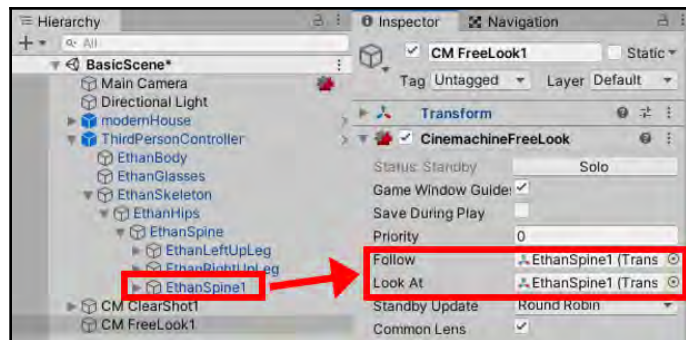 Hierarchy
All
BasicScene*
Main Camera
Directional Light
modernHouse
ThirdPersonController
EthanBody
EthanGlasses
EthanSkeleton
EthanHips
EthanSpine
EthanLeftUpLeg
EthanRightUpLeg
EthanSpine1
CM ClearShot1
CM FreeLook1
Inspector
Navigation
CM FreeLook1
Static
Tag Untagged
Layer Default
Transform
CinemachineFreeLook
Status: Standby
Solo
Game Window Guides
Save During Play
Priority
0
Follow
EthanSpine1 (Trans
Look At
EthanSpine1 (Trans
Standby Update
Round Robin
Common Lens